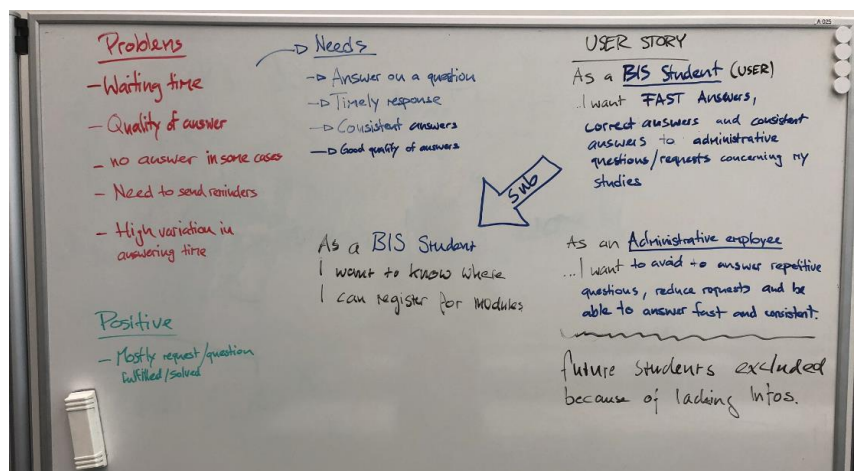 A 025
Problems
- Waiting time
- Quality of answer
- no answer in some cases
- Need to send reminders
- High variation in
answering time
Positive
- Mostly request/question
fulfilled/solved
Needs
Answer on a question
Timely response
Consistent answers
Good quality of answers
Sub
As a BIS Student
I want to know where
I can register for modules
USER STORY
As a BIS Student (USER)
...I want FAST Answers,
correct answers and consistent
answers to administrative
questions/requests concerning my
studies
As an Administrative employee
...I want to avoid to answer repetitive
questions, reduce requests and be
able to answer fast and consistent.
future students excluded
because of lacking Infos.